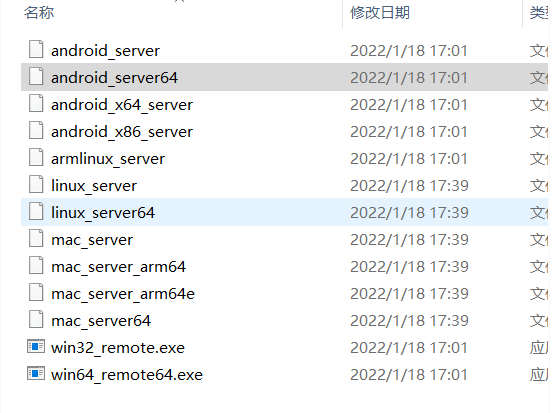 名称 修改日期 类
android_server 2022/1/18 17:01 文
android_server64 2022/1/18 17:01 文
android_x64_server 2022/1/18 17:01 文
android_x86_server 2022/1/18 17:01 文
armlinux_server 2022/1/18 17:01 文
linux_server 2022/1/18 17:39 文
linux_server64 2022/1/18 17:39 文
mac_server 2022/1/18 17:39 文
mac_server_arm64 2022/1/18 17:39 文
mac_server_arm64e 2022/1/18 17:39 文
mac_server64 2022/1/18 17:39 文
win32_remote.exe 2022/1/18 17:01 应
win64_remote64.exe 2022/1/18 17:01 应